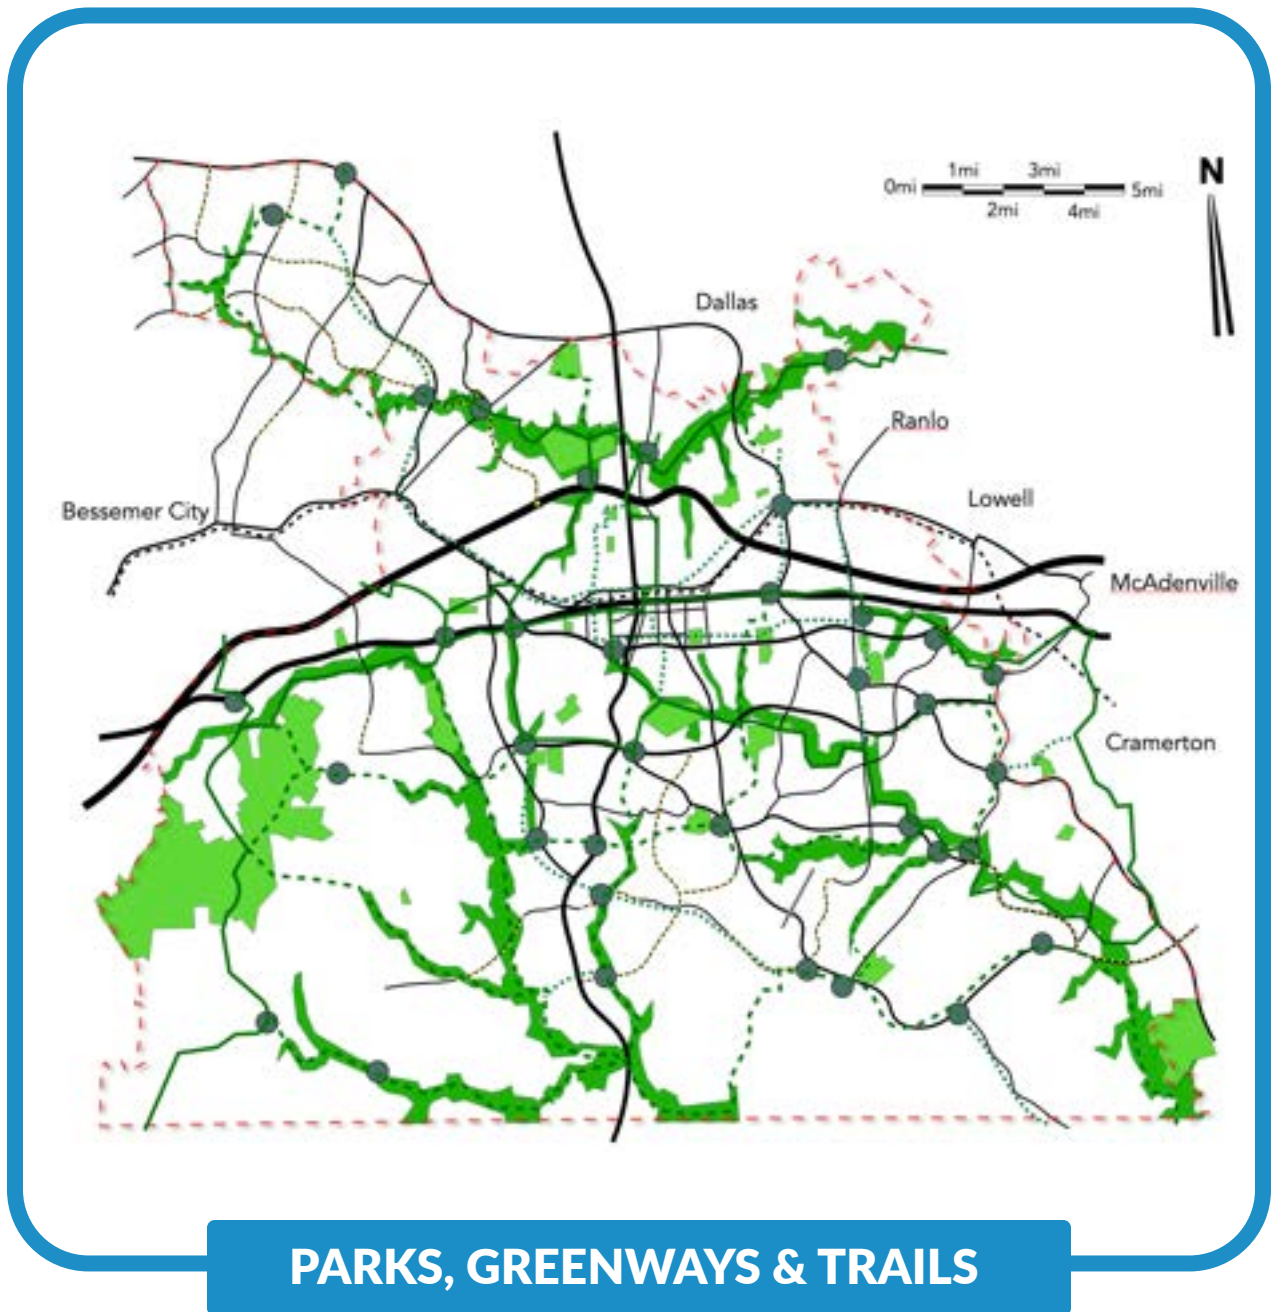 N
1mi 3mi
0mi 5mi
2mi 4mi
Dallas
Ranlo
Lowell
Bessemer City
McAdenville
Cramerton
PARKS, GREENWAYS & TRAILS